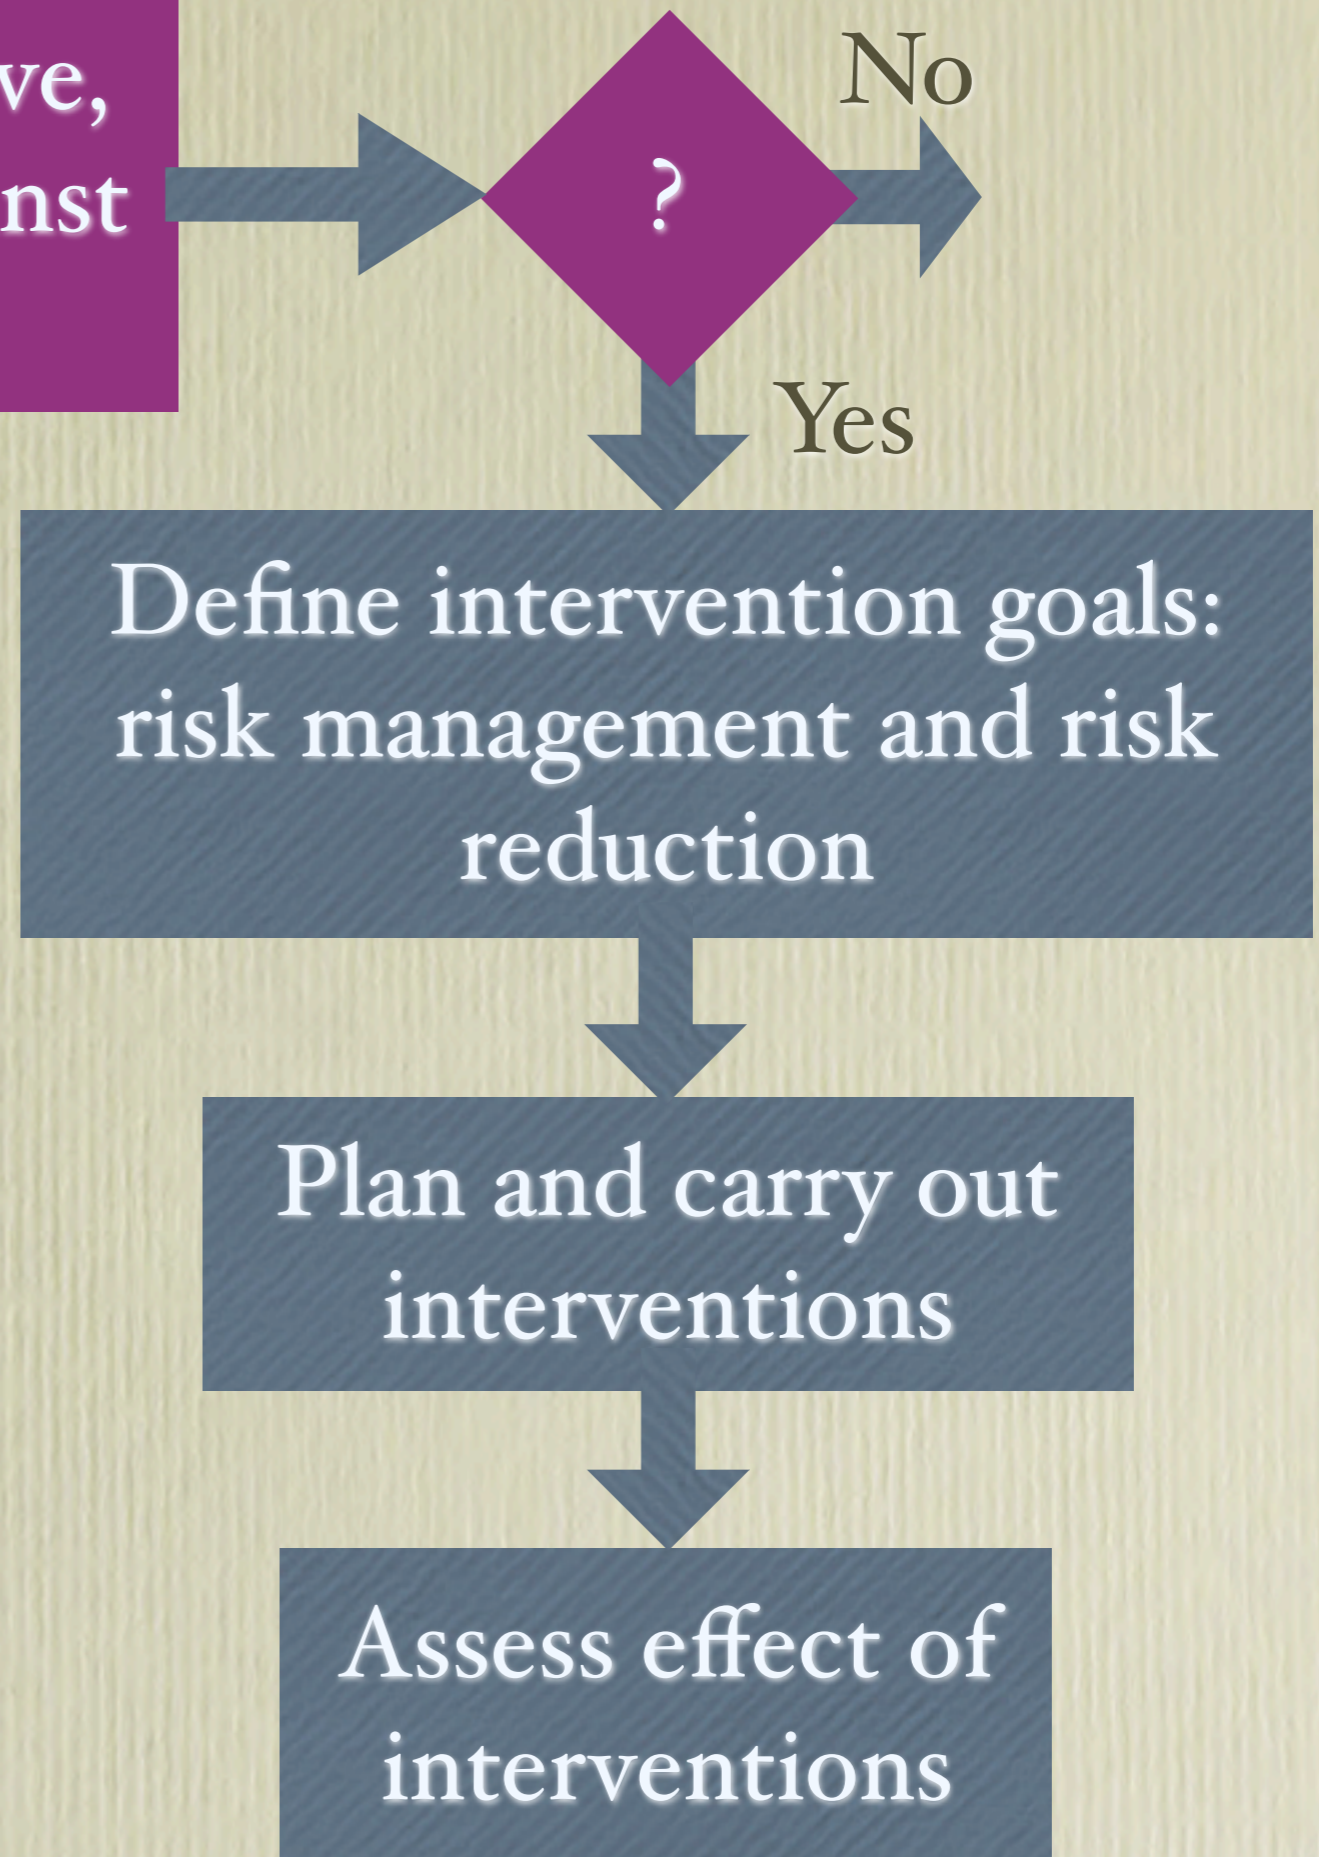 ve,
nst
?
No
Yes
Define intervention goals:
risk management and risk
reduction
Plan and carry out
interventions
Assess effect of
interventions